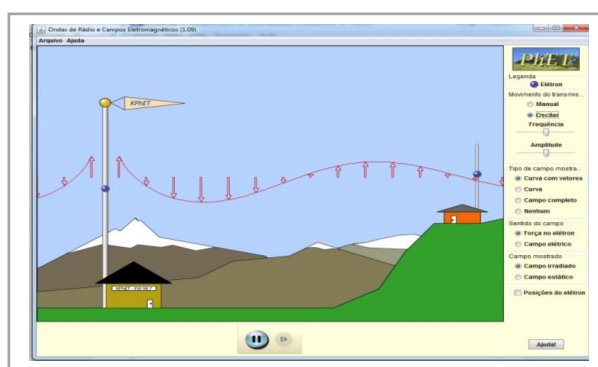 Ondas de Rádio e Campos Eletromagnéticos (1.09)
Arquivo Ajuda
KPhET
PhET
Legenda
Elétron
Movimento do transmis...
Manual
Oscilar
Frequência
Amplitude
Tipo de campo mostra...
Curva com vetores
Curva
Campo completo
Nenhum
Sentido do campo
Força no elétron
Campo elétrico
Campo mostrado
Campo irradiado
Campo estático
Posições do elétron
Ajuda!